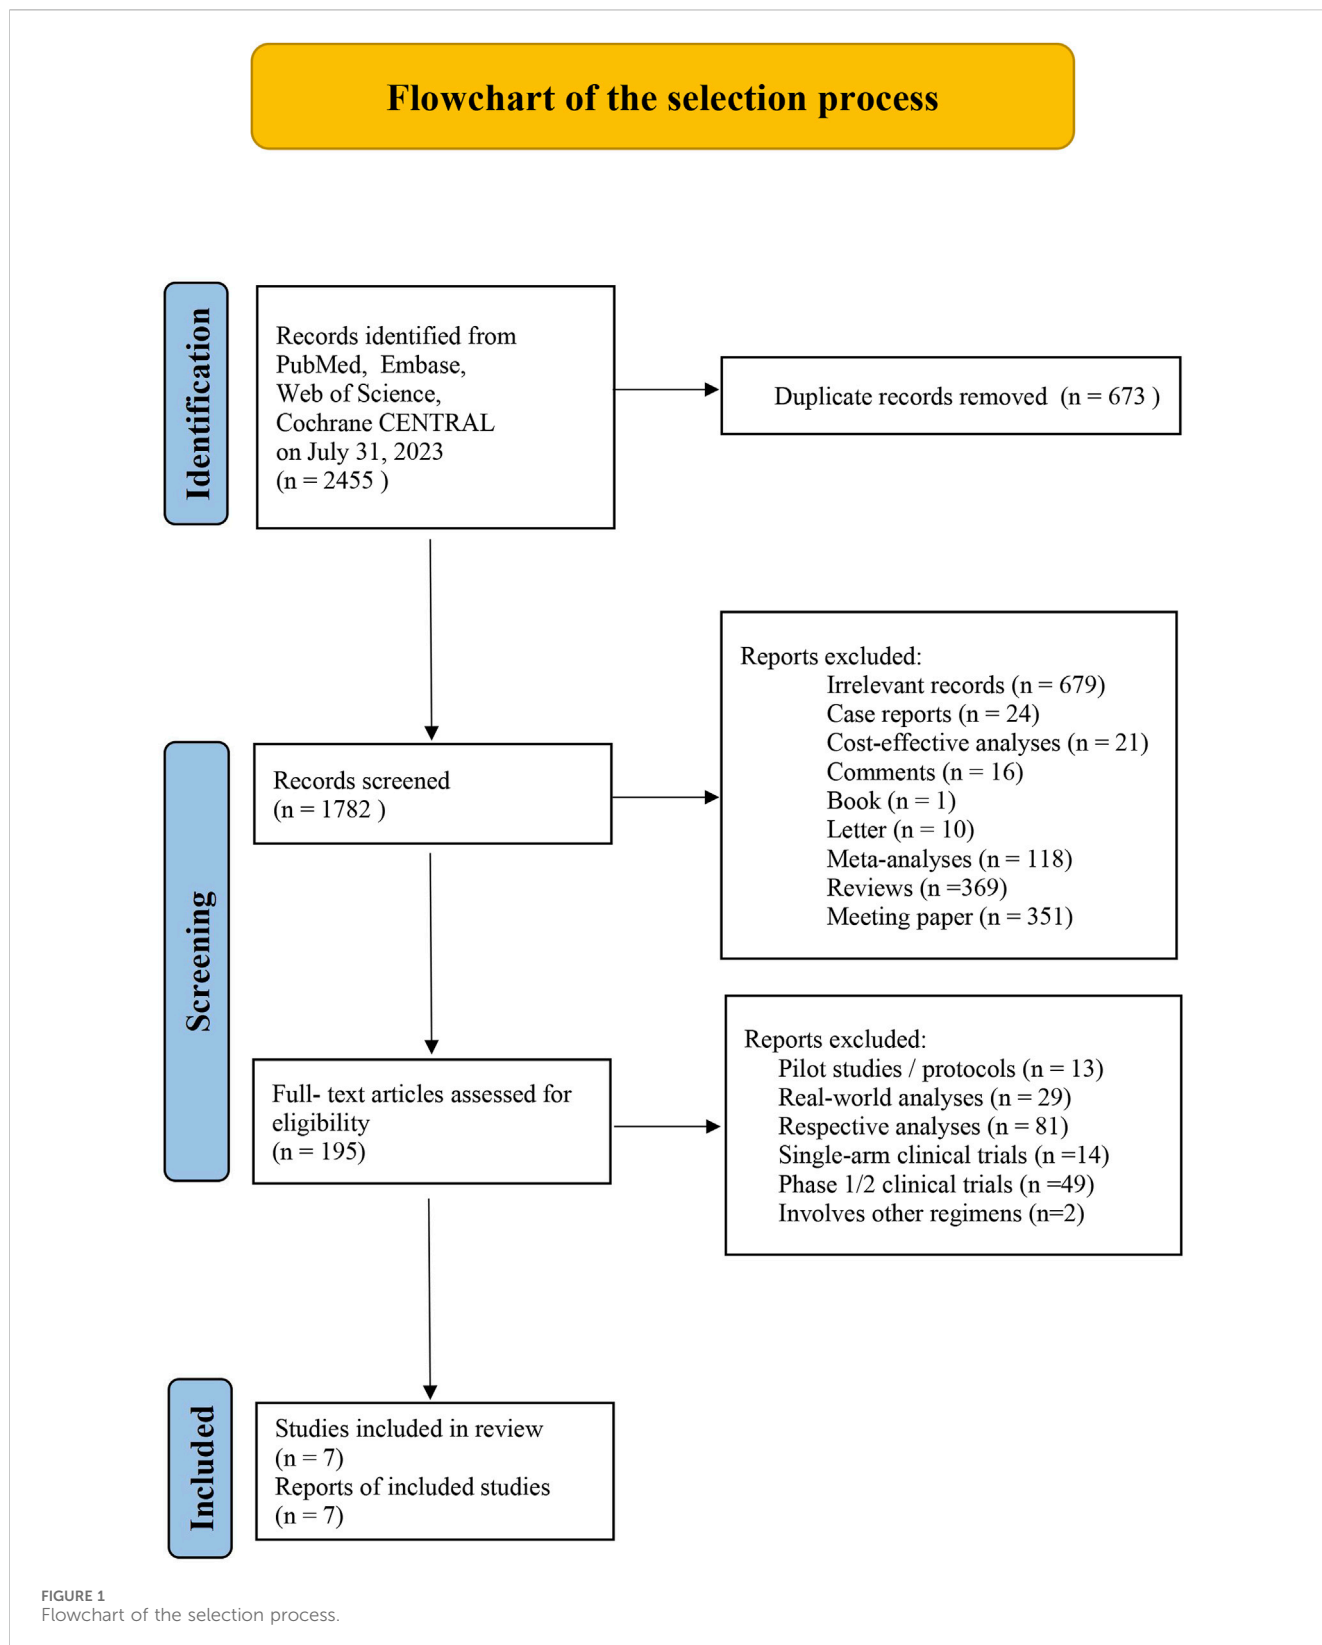 Flowchart of the selection process
Identification
Records identified from
PubMed, Embase,
Web of Science,
Cochrane CENTRAL
on July 31, 2023
(n = 2455 )
Duplicate records removed (n = 673 )
Screening
Records screened
(n = 1782 )
Reports excluded:
Irrelevant records (n = 679)
Case reports (n = 24)
Cost-effective analyses (n = 21)
Comments (n = 16)
Book (n = 1)
Letter (n = 10)
Meta-analyses (n = 118)
Reviews (n =369)
Meeting paper (n = 351)
Full- text articles assessed for
eligibility
(n = 195)
Reports excluded:
Pilot studies / protocols (n = 13)
Real-world analyses (n = 29)
Respective analyses (n = 81)
Single-arm clinical trials (n =14)
Phase 1/2 clinical trials (n =49)
Involves other regimens (n=2)
Included
Studies included in review
(n = 7)
Reports of included studies
(n = 7)
FIGURE 1
Flowchart of the selection process.